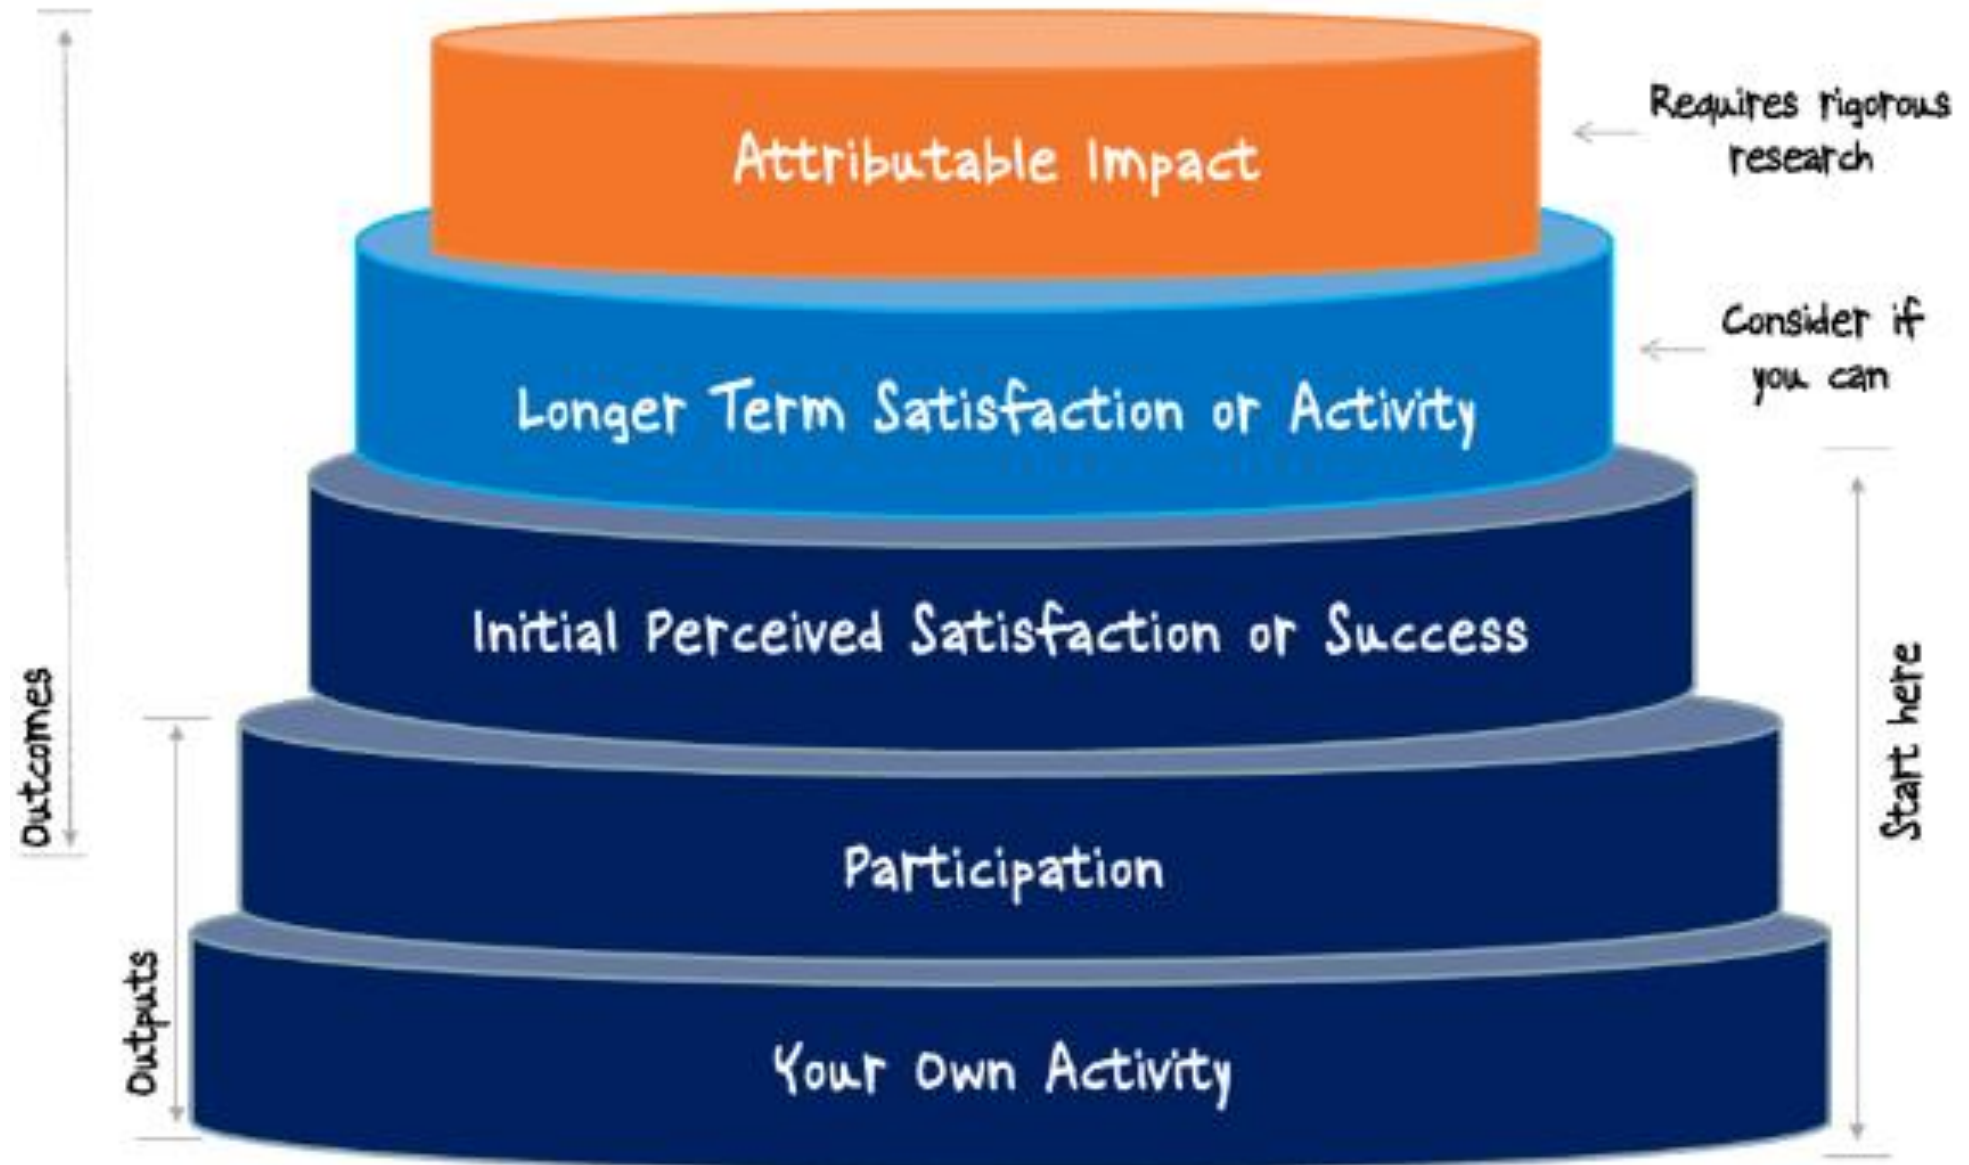 Attributable Impact
Requires rigorous
research
Longer Term Satisfaction or Activity
Consider if
you can
Initial Perceived Satisfaction or Success
Participation
Your Own Activity
Outcomes
Outputs
Start here